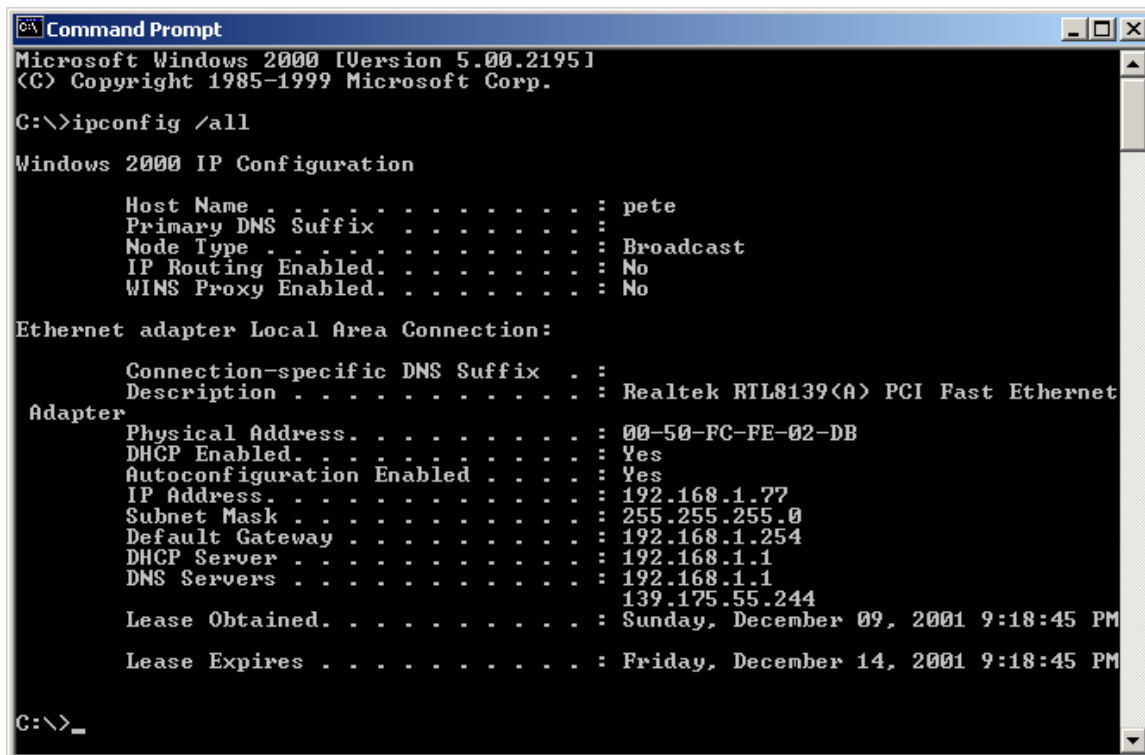 Command Prompt
Microsoft Windows 2000 [Version 5.00.2195]
(C) Copyright 1985-1999 Microsoft Corp.
C:\>ipconfig /all
Windows 2000 IP Configuration
Host Name . . . . . . . . . . . . : pete
Primary DNS Suffix  . . . . . . . :
Node Type . . . . . . . . . . . . : Broadcast
IP Routing Enabled. . . . . . . . : No
WINS Proxy Enabled. . . . . . . . : No
Ethernet adapter Local Area Connection:
Connection-specific DNS Suffix  . :
Description . . . . . . . . . . . : Realtek RTL8139(A) PCI Fast Ethernet
Adapter
Physical Address. . . . . . . . . : 00-50-FC-FE-02-DB
DHCP Enabled. . . . . . . . . . . : Yes
Autoconfiguration Enabled . . . . : Yes
IP Address. . . . . . . . . . . . : 192.168.1.77
Subnet Mask . . . . . . . . . . . : 255.255.255.0
Default Gateway . . . . . . . . . : 192.168.1.254
DHCP Server . . . . . . . . . . . : 192.168.1.1
DNS Servers . . . . . . . . . . . : 192.168.1.1
139.175.55.244
Lease Obtained. . . . . . . . . . : Sunday, December 09, 2001 9:18:45 PM
Lease Expires . . . . . . . . . . : Friday, December 14, 2001 9:18:45 PM
C:\>_